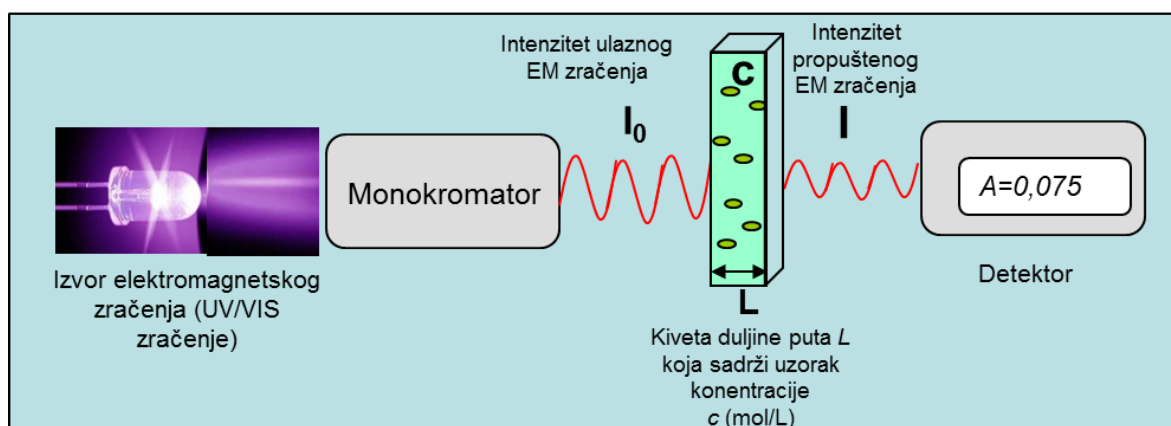 Intenzitet ulaznog
EM zračenja
I₀
c
Intenzitet
propuštenog
EM zračenja
I
Monokromator
A=0,075
Izvor elektromagnetskog
zračenja (UV/VIS
zračenje)
L
Kiveta duljine puta L
koja sadrži uzorak
konentracije
c (mol/L)
Detektor